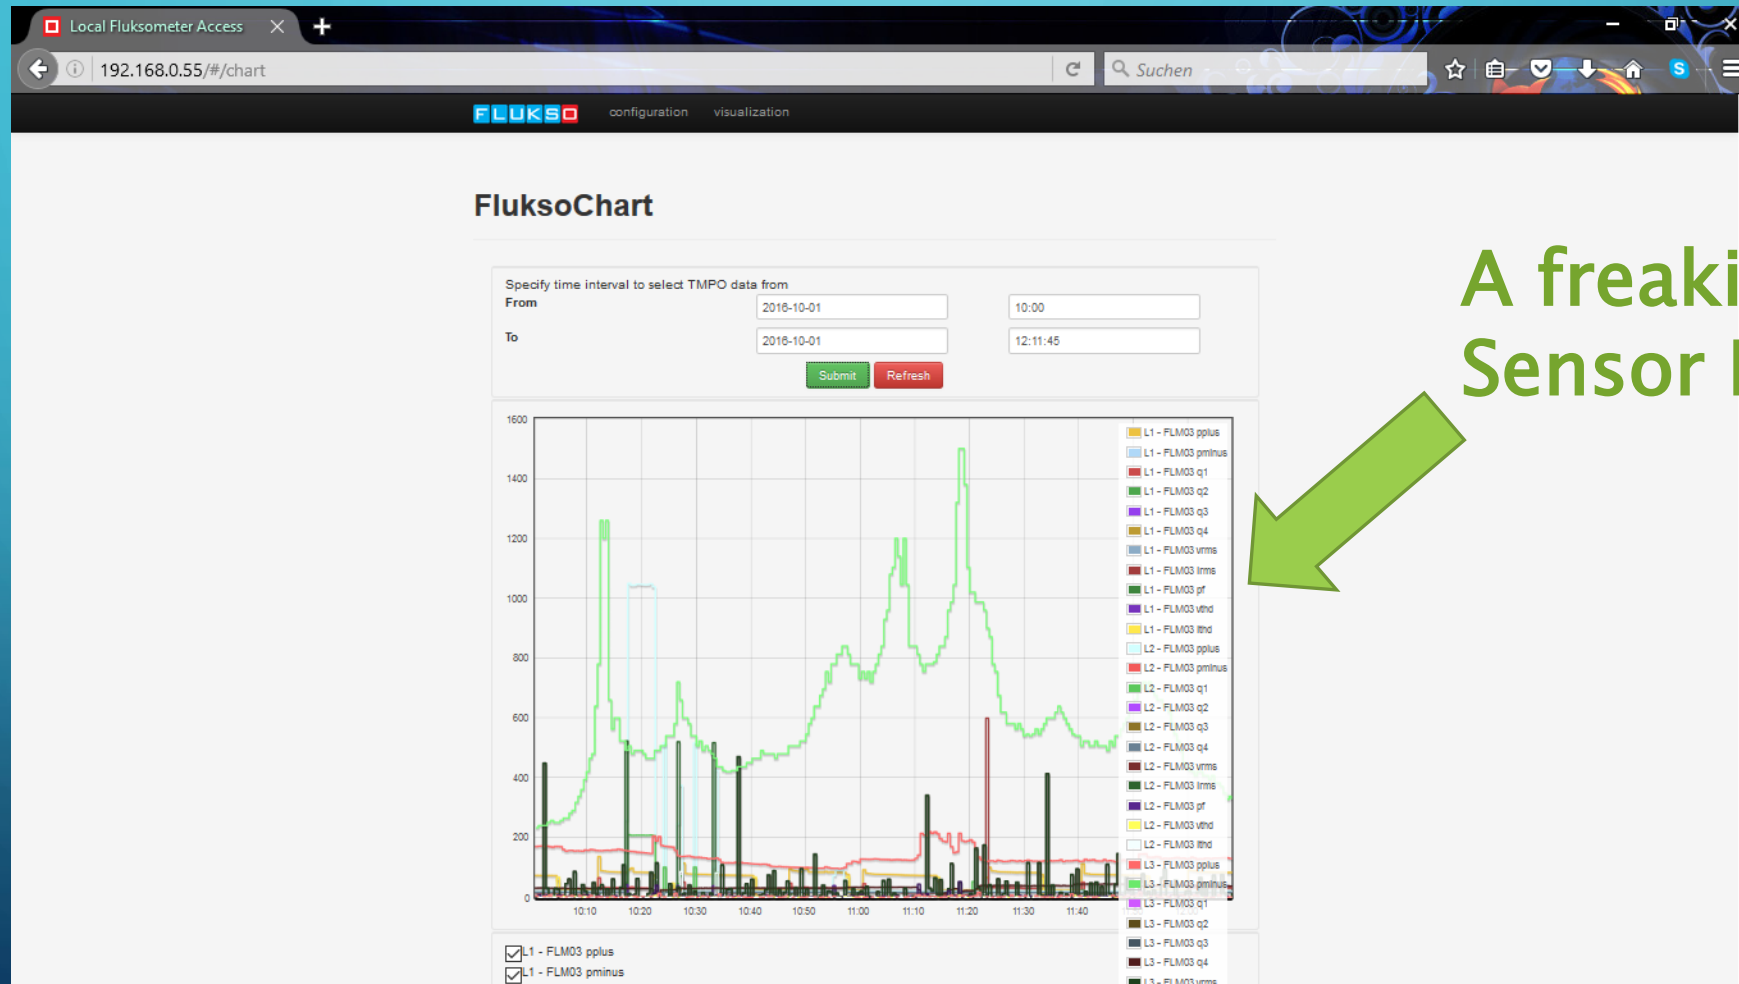 Local Fluksometer Access
192.168.0.55/#/chart
Suchen
S
FLUKSO configuration visualization
FluksoChart
Specify time interval to select TMPO data from
From 2016-10-01 10:00
To 2016-10-01 12:11:45
Submit Refresh
A freaki
Sensor
1600
1400
1200
1000
800
600
400
200
0
10:10 10:20 10:30 10:40 10:50 11:00 11:10 11:20 11:30 11:40
L1 - FLM03 pplus
L1 - FLM03 pminus
L1 - FLM03 q1
L1 - FLM03 q2
L1 - FLM03 q3
L1 - FLM03 q4
L1 - FLM03 vrms
L1 - FLM03 irms
L1 - FLM03 pf
L1 - FLM03 vthd
L1 - FLM03 ithd
L2 - FLM03 pplus
L2 - FLM03 pminus
L2 - FLM03 q1
L2 - FLM03 q2
L2 - FLM03 q3
L2 - FLM03 q4
L2 - FLM03 vrms
L2 - FLM03 irms
L2 - FLM03 pf
L2 - FLM03 vthd
L2 - FLM03 ithd
L3 - FLM03 pplus
L3 - FLM03 pminus
L3 - FLM03 q1
L3 - FLM03 q2
L3 - FLM03 q3
L3 - FLM03 q4
L3 - FLM03 vrms
L1 - FLM03 pplus
L1 - FLM03 pminus